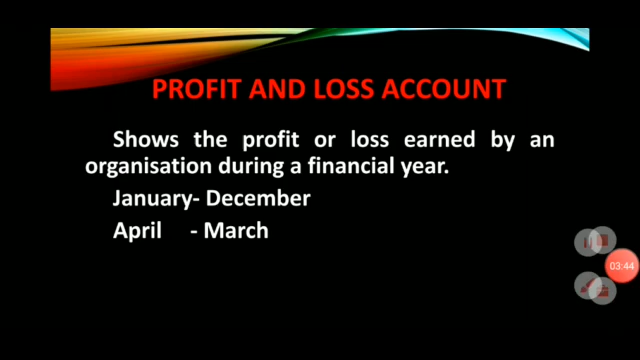 PROFIT AND LOSS ACCOUNT
Shows the profit or loss earned by an
organisation during a financial year.
January- December
April - March
03:44